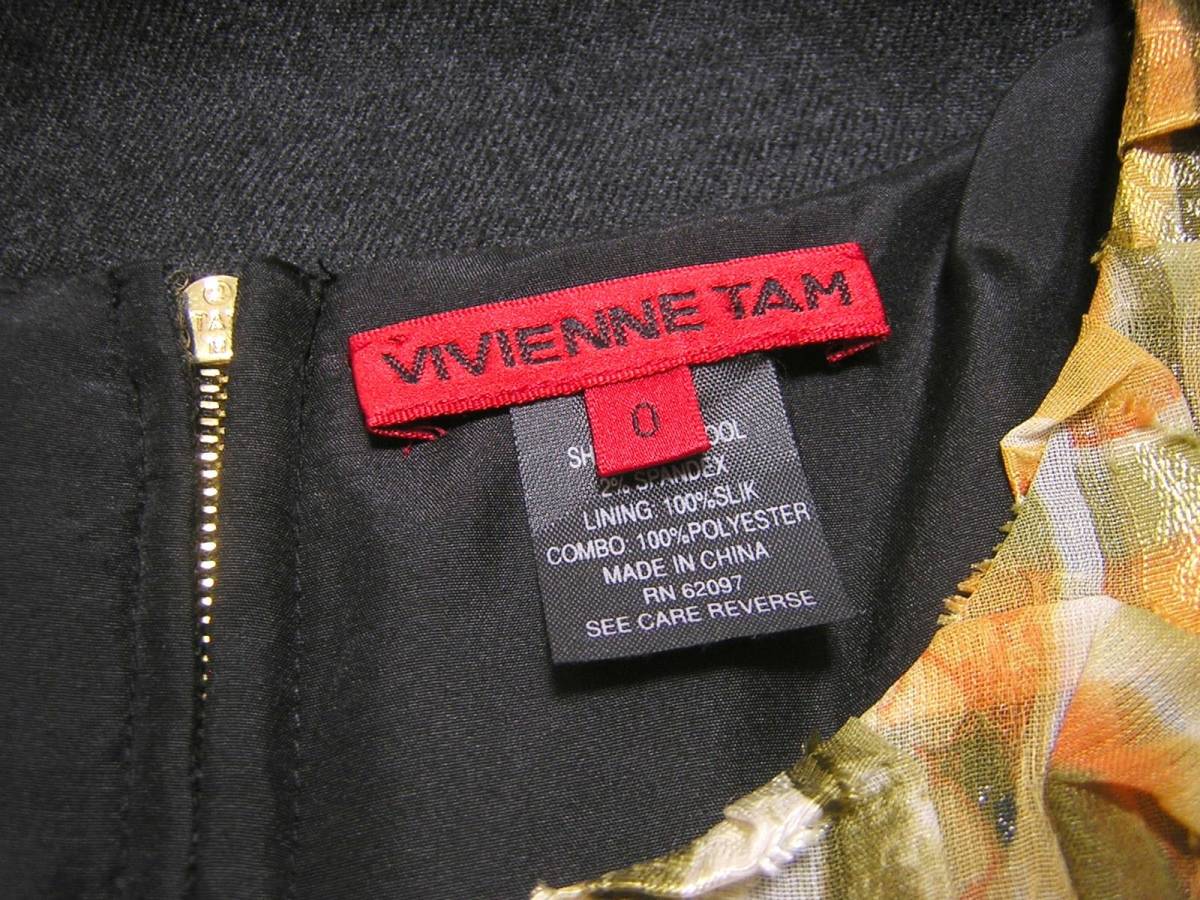 VIVIENNE TAM
0
2% SPANDEX
LINING 100%SLIK
COMBO 100%POLYESTER
MADE IN CHINA
RN 62097
SEE CARE REVERSE
TAM